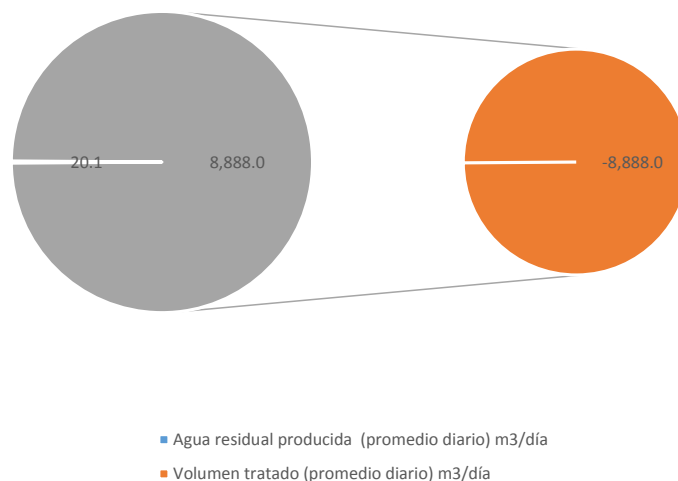 20.1
8,888.0
-8,888.0
Agua residual producida (promedio diario) m3/día
Volumen tratado (promedio diario) m3/día